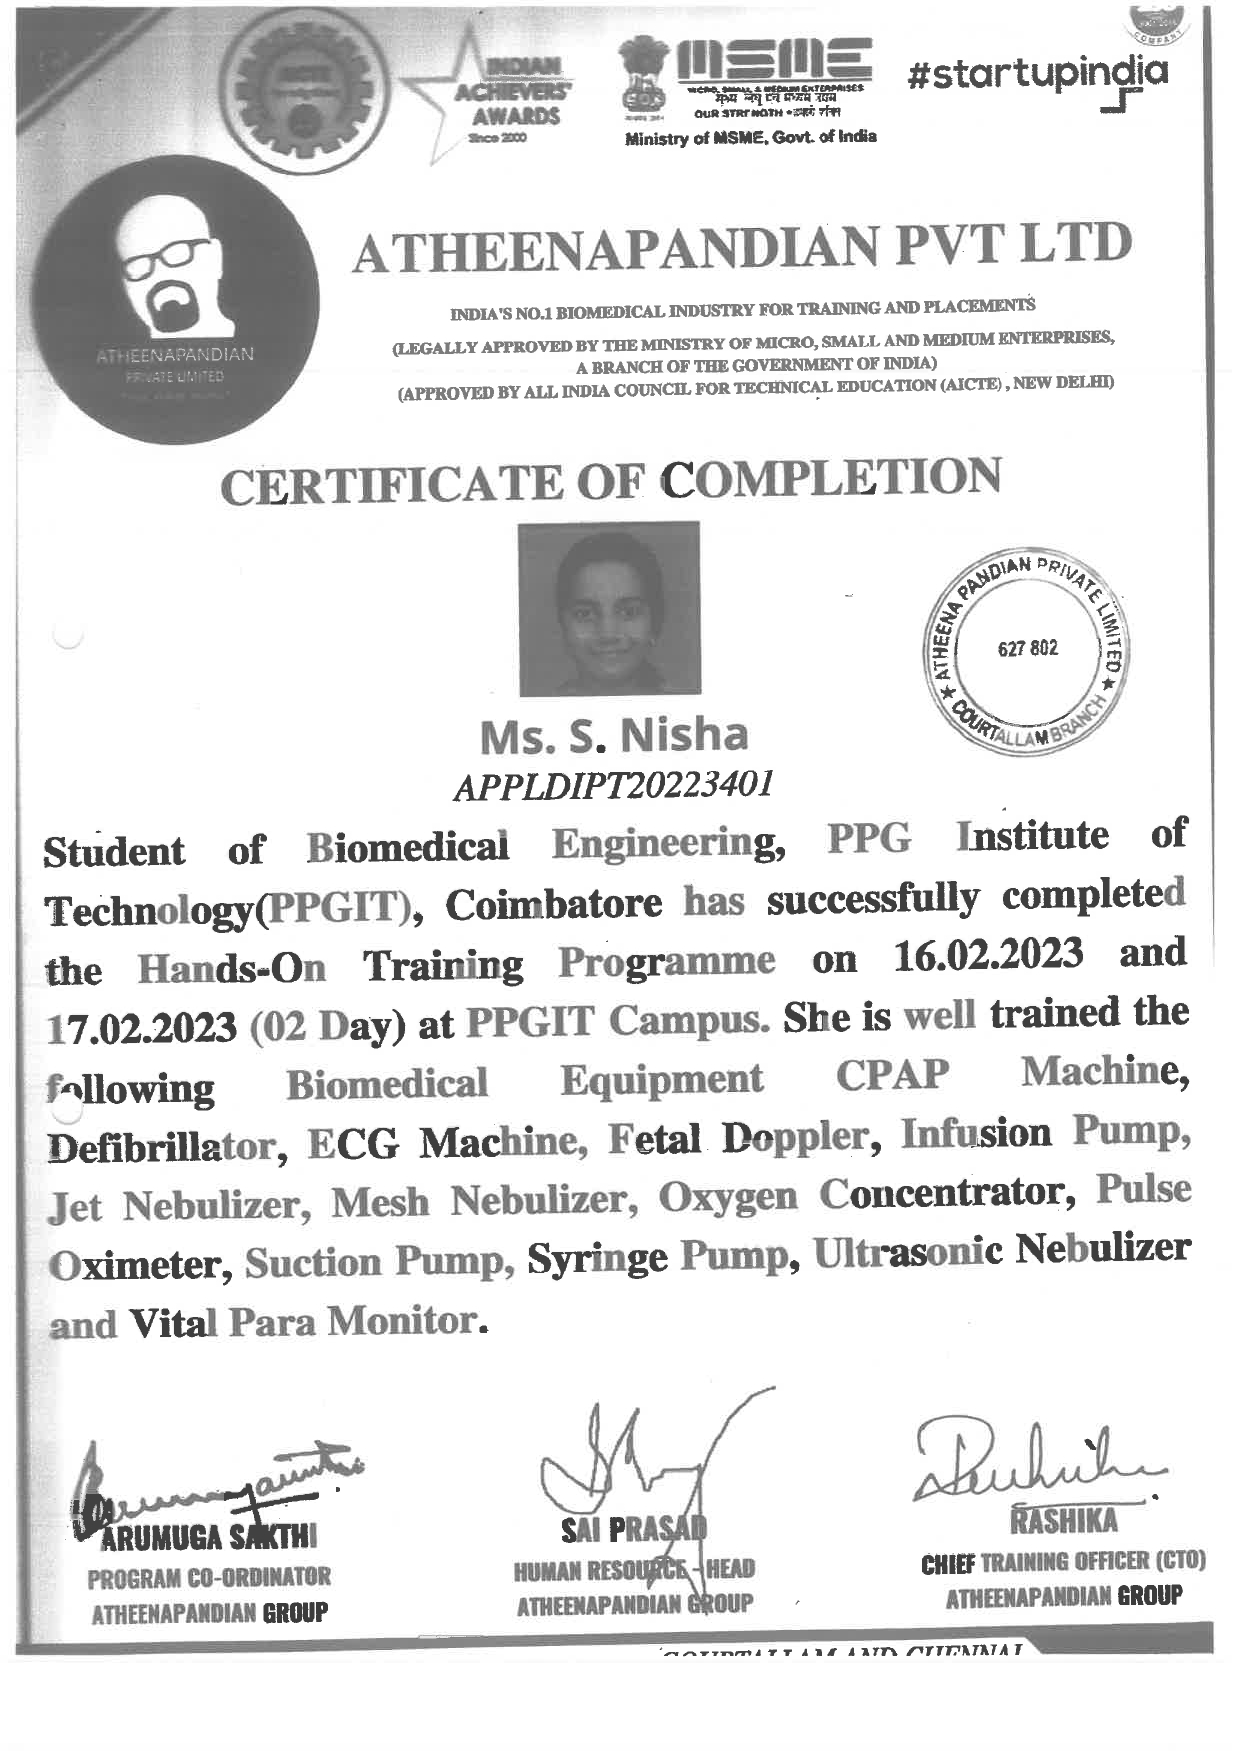 INDIAN
ACHIEVERS'
AWARDS
Since 2000
MSME
MICRO, SMALL & MEDIUM ENTERPRISES
सूक्ष्म, लघु एवं मध्यम उद्यम
OUR STRENGTH •
Ministry of MSME, Govt. of India
#startupindia
COMPANY
ATHEENAPANDIAN
PRIVATE LIMITED
ATHEENAPANDIAN PVT LTD
INDIA'S NO.1 BIOMEDICAL INDUSTRY FOR TRAINING AND PLACEMENTS
(LEGALLY APPROVED BY THE MINISTRY OF MICRO, SMALL AND MEDIUM ENTERPRISES,
A BRANCH OF THE GOVERNMENT OF INDIA)
(APPROVED BY ALL INDIA COUNCIL FOR TECHNICAL EDUCATION (AICTE) , NEW DELHI)
CERTIFICATE OF COMPLETION
★ ATHEENA PANDIAN PRIVATE LIMITED ★
627 802
COURTALLAM BRANCH
Ms. S. Nisha
APPLDIPT20223401
Student of Biomedical Engineering, PPG Institute of
Technology(PPGIT), Coimbatore has successfully completed
the Hands-On Training Programme on 16.02.2023 and
17.02.2023 (02 Day) at PPGIT Campus. She is well trained the
following Biomedical Equipment CPAP Machine,
Defibrillator, ECG Machine, Fetal Doppler, Infusion Pump,
Jet Nebulizer, Mesh Nebulizer, Oxygen Concentrator, Pulse
Oximeter, Suction Pump, Syringe Pump, Ultrasonic Nebulizer
and Vital Para Monitor.
ARUMUGA SAKTHI
PROGRAM CO-ORDINATOR
ATHEENAPANDIAN GROUP
SAI PRASAD
HUMAN RESOURCE - HEAD
ATHEENAPANDIAN GROUP
RASHIKA
CHIEF TRAINING OFFICER (CTO)
ATHEENAPANDIAN GROUP
COURTALLAM AND CHENNAI